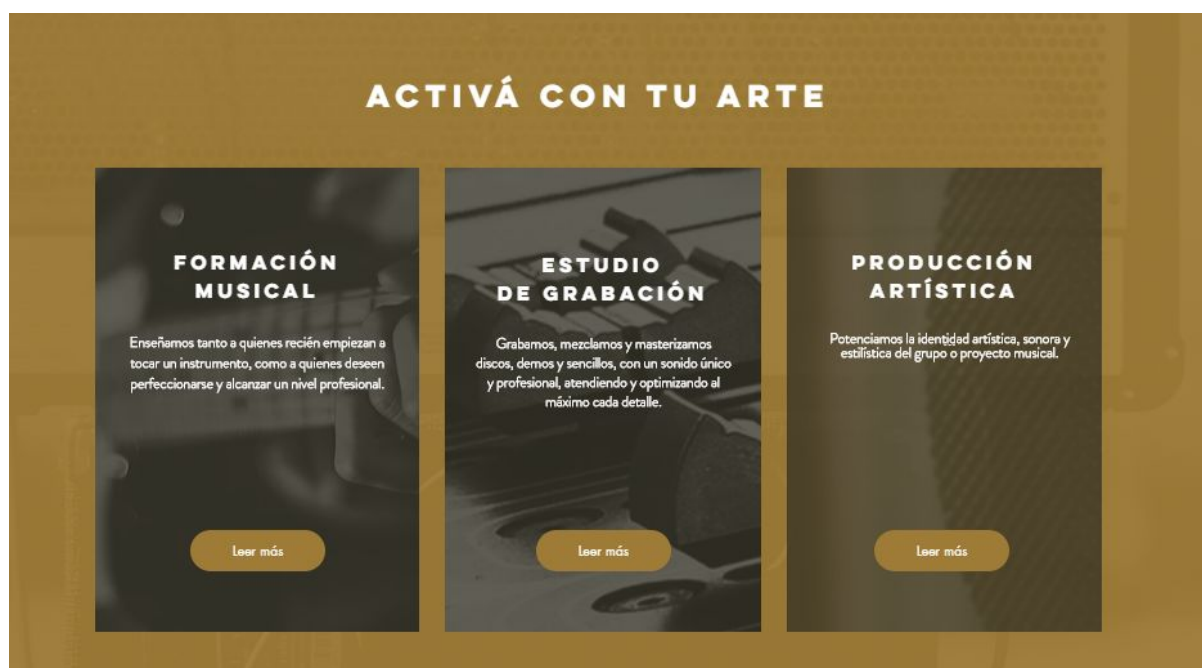 ACTIVÁ CON TU ARTE
FORMACIÓN
MUSICAL
Enseñamos tanto a quienes recién empiezan a
tocar un instrumento, como a quienes deseen
perfeccionarse y alcanzar un nivel profesional.
Leer más
ESTUDIO
DE GRABACIÓN
Grabamos, mezclamos y masterizamos
discos, demos y sencillos, con un sonido único
y profesional, atendiendo y optimizando al
máximo cada detalle.
Leer más
PRODUCCIÓN
ARTÍSTICA
Potenciamos la identidad artística, sonora y
estilística del grupo o proyecto musical.
Leer más